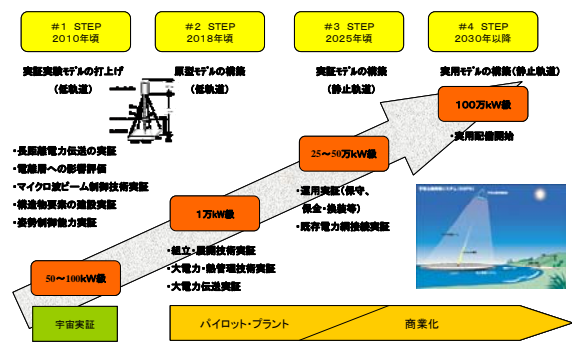 #1 STEP
2010年頃
#2 STEP
2018年頃
#3 STEP
2025年頃
#4 STEP
2030年以降
実証実験モデルの打上げ
(低軌道)
原型モデルの構築
(低軌道)
実証モデルの構築
(静止軌道)
実用モデルの構築(静止軌道)
100万kW級
・実用配備開始
・長距離電力伝送の実証
・電離層への影響評価
・マイクロ波ビーム制御技術実証
・構造物要素の建設実証
・姿勢制御能力実証
25～50万kW級
・運用実証(保守、
保全・換装等)
・既存電力網接続実証
1万kW級
・組立・展開技術実証
・大電力・熱管理技術実証
・大電力伝送実証
50～100kW級
宇宙実証
パイロット・プラント
商業化